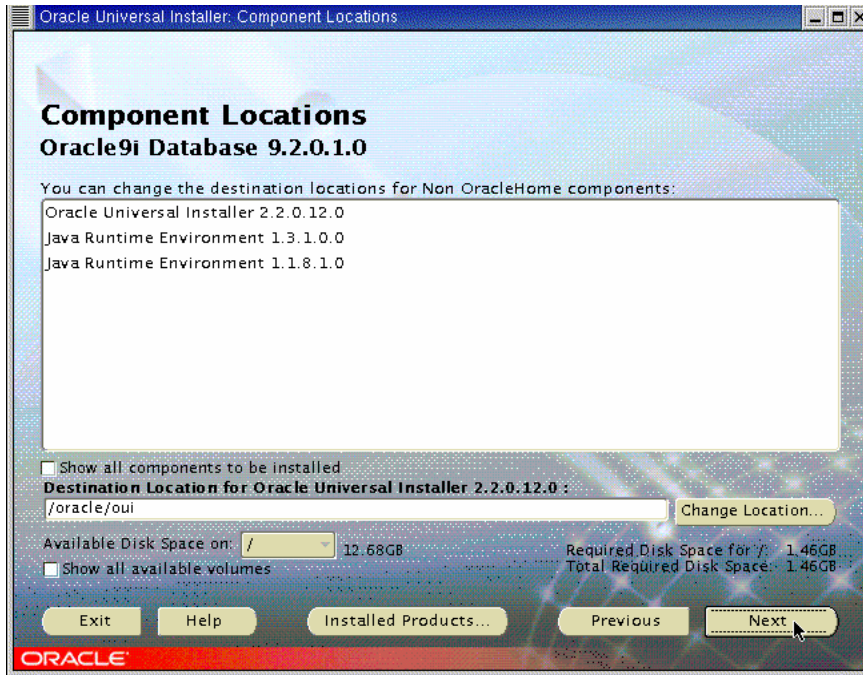 Oracle Universal Installer: Component Locations
Component Locations
Oracle9i Database 9.2.0.1.0
You can change the destination locations for Non OracleHome components:
Oracle Universal Installer 2.2.0.12.0
Java Runtime Environment 1.3.1.0.0
Java Runtime Environment 1.1.8.1.0
Show all components to be installed
Destination Location for Oracle Universal Installer 2.2.0.12.0 :
/oracle/oui
Change Location...
Available Disk Space on: / 12.68GB
Required Disk Space for /: 1.46GB
Show all available volumes
Total Required Disk Space: 1.46GB
Exit Help Installed Products... Previous Next
ORACLE